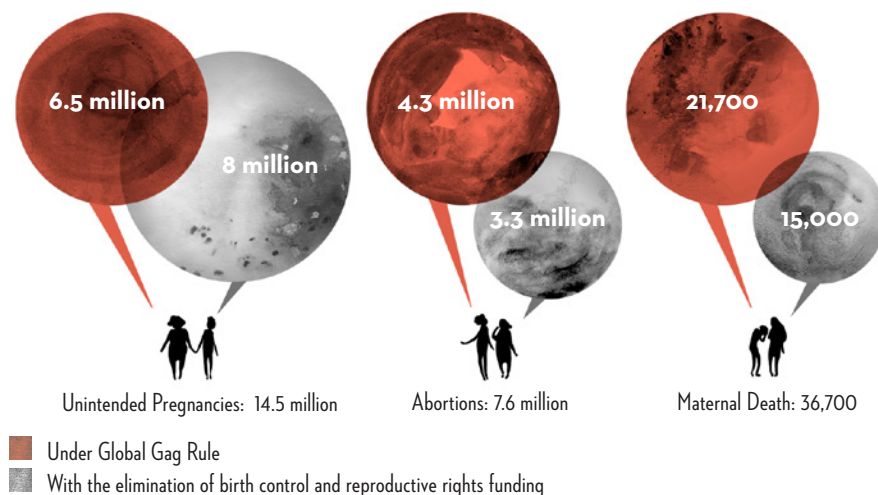 6.5 million
8 million
4.3 million
3.3 million
21,700
15,000
Unintended Pregnancies: 14.5 million
Abortions: 7.6 million
Maternal Death: 36,700
Under Global Gag Rule
With the elimination of birth control and reproductive rights funding